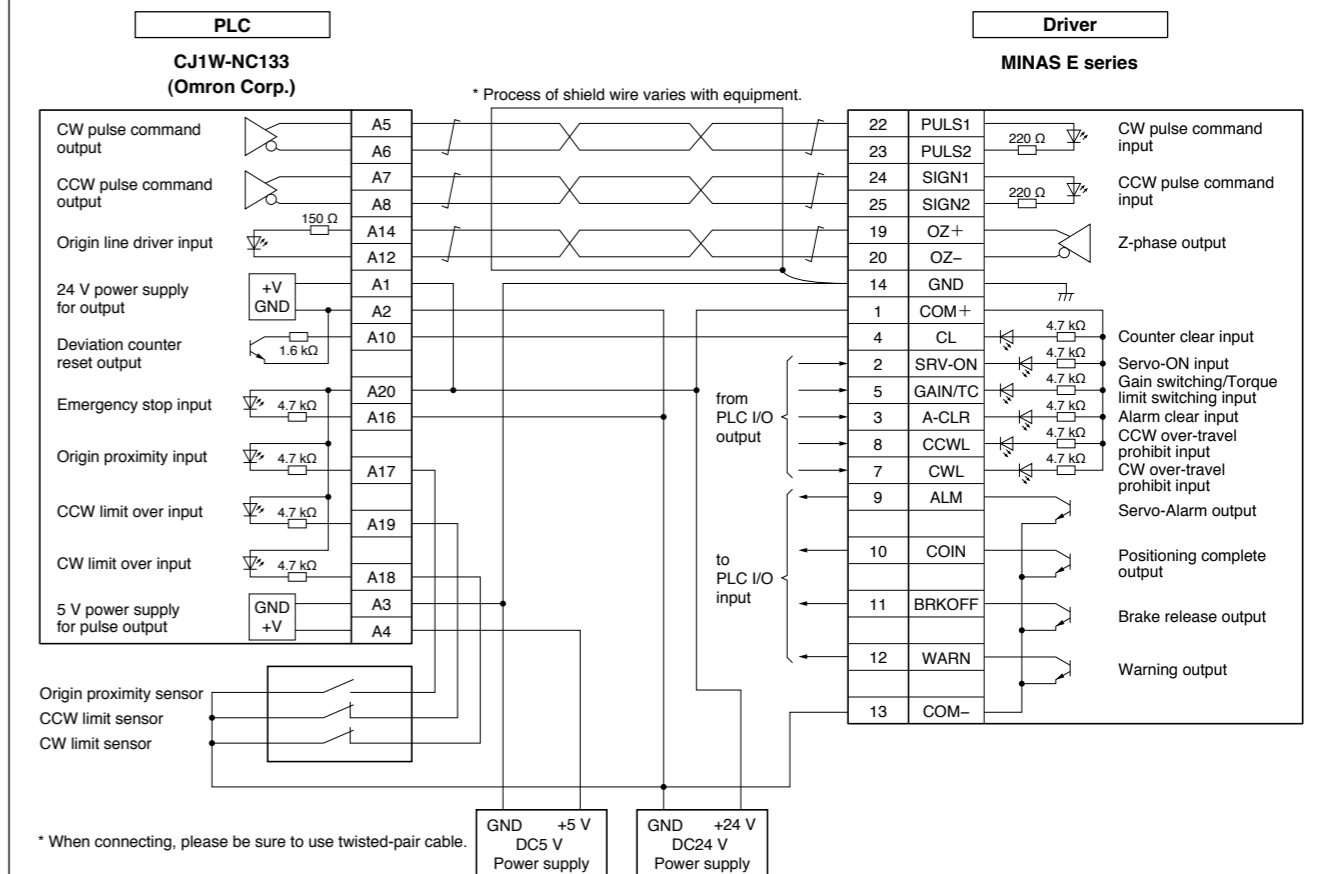 PLC
CJ1W-NC133
(Omron Corp.)
Driver
MINAS E series
* Process of shield wire varies with equipment.
CW pulse command
output
A5
A6
CCW pulse command
output
A7
A8
Origin line driver input
150 Ω
A14
A12
24 V power supply
for output
+V
GND
A1
A2
Deviation counter
reset output
1.6 kΩ
A10
A20
Emergency stop input
4.7 kΩ
A16
Origin proximity input
4.7 kΩ
A17
CCW limit over input
4.7 kΩ
A19
CW limit over input
4.7 kΩ
A18
5 V power supply
for pulse output
GND
+V
A3
A4
22 PULS1
23 PULS2
220 Ω
CW pulse command
input
24 SIGN1
25 SIGN2
220 Ω
CCW pulse command
input
19 OZ+
20 OZ−
Z-phase output
14 GND
1 COM+
4 CL
4.7 kΩ
Counter clear input
2 SRV-ON
4.7 kΩ
Servo-ON input
5 GAIN/TC
4.7 kΩ
Gain switching/Torque
limit switching input
3 A-CLR
4.7 kΩ
Alarm clear input
8 CCWL
4.7 kΩ
CCW over-travel
prohibit input
7 CWL
4.7 kΩ
CW over-travel
prohibit input
from
PLC I/O
output
9 ALM
Servo-Alarm output
10 COIN
Positioning complete
output
11 BRKOFF
Brake release output
12 WARN
Warning output
13 COM−
to
PLC I/O
input
Origin proximity sensor
CCW limit sensor
CW limit sensor
* When connecting, please be sure to use twisted-pair cable.
GND +5 V
DC5 V
Power supply
GND +24 V
DC24 V
Power supply